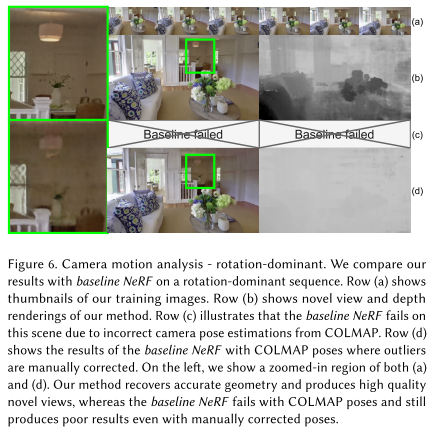 (a)
(b)
Baseline failed Baseline failed (c)
(d)
Figure 6. Camera motion analysis - rotation-dominant. We compare our
results with baseline NeRF on a rotation-dominant sequence. Row (a) shows
thumbnails of our training images. Row (b) shows novel view and depth
renderings of our method. Row (c) illustrates that the baseline NeRF fails on
this scene due to incorrect camera pose estimations from COLMAP. Row (d)
shows the results of the baseline NeRF with COLMAP poses where outliers
are manually corrected. On the left, we show a zoomed-in region of both (a)
and (d). Our method recovers accurate geometry and produces high quality
novel views, whereas the baseline NeRF fails with COLMAP poses and still
produces poor results even with manually corrected poses.